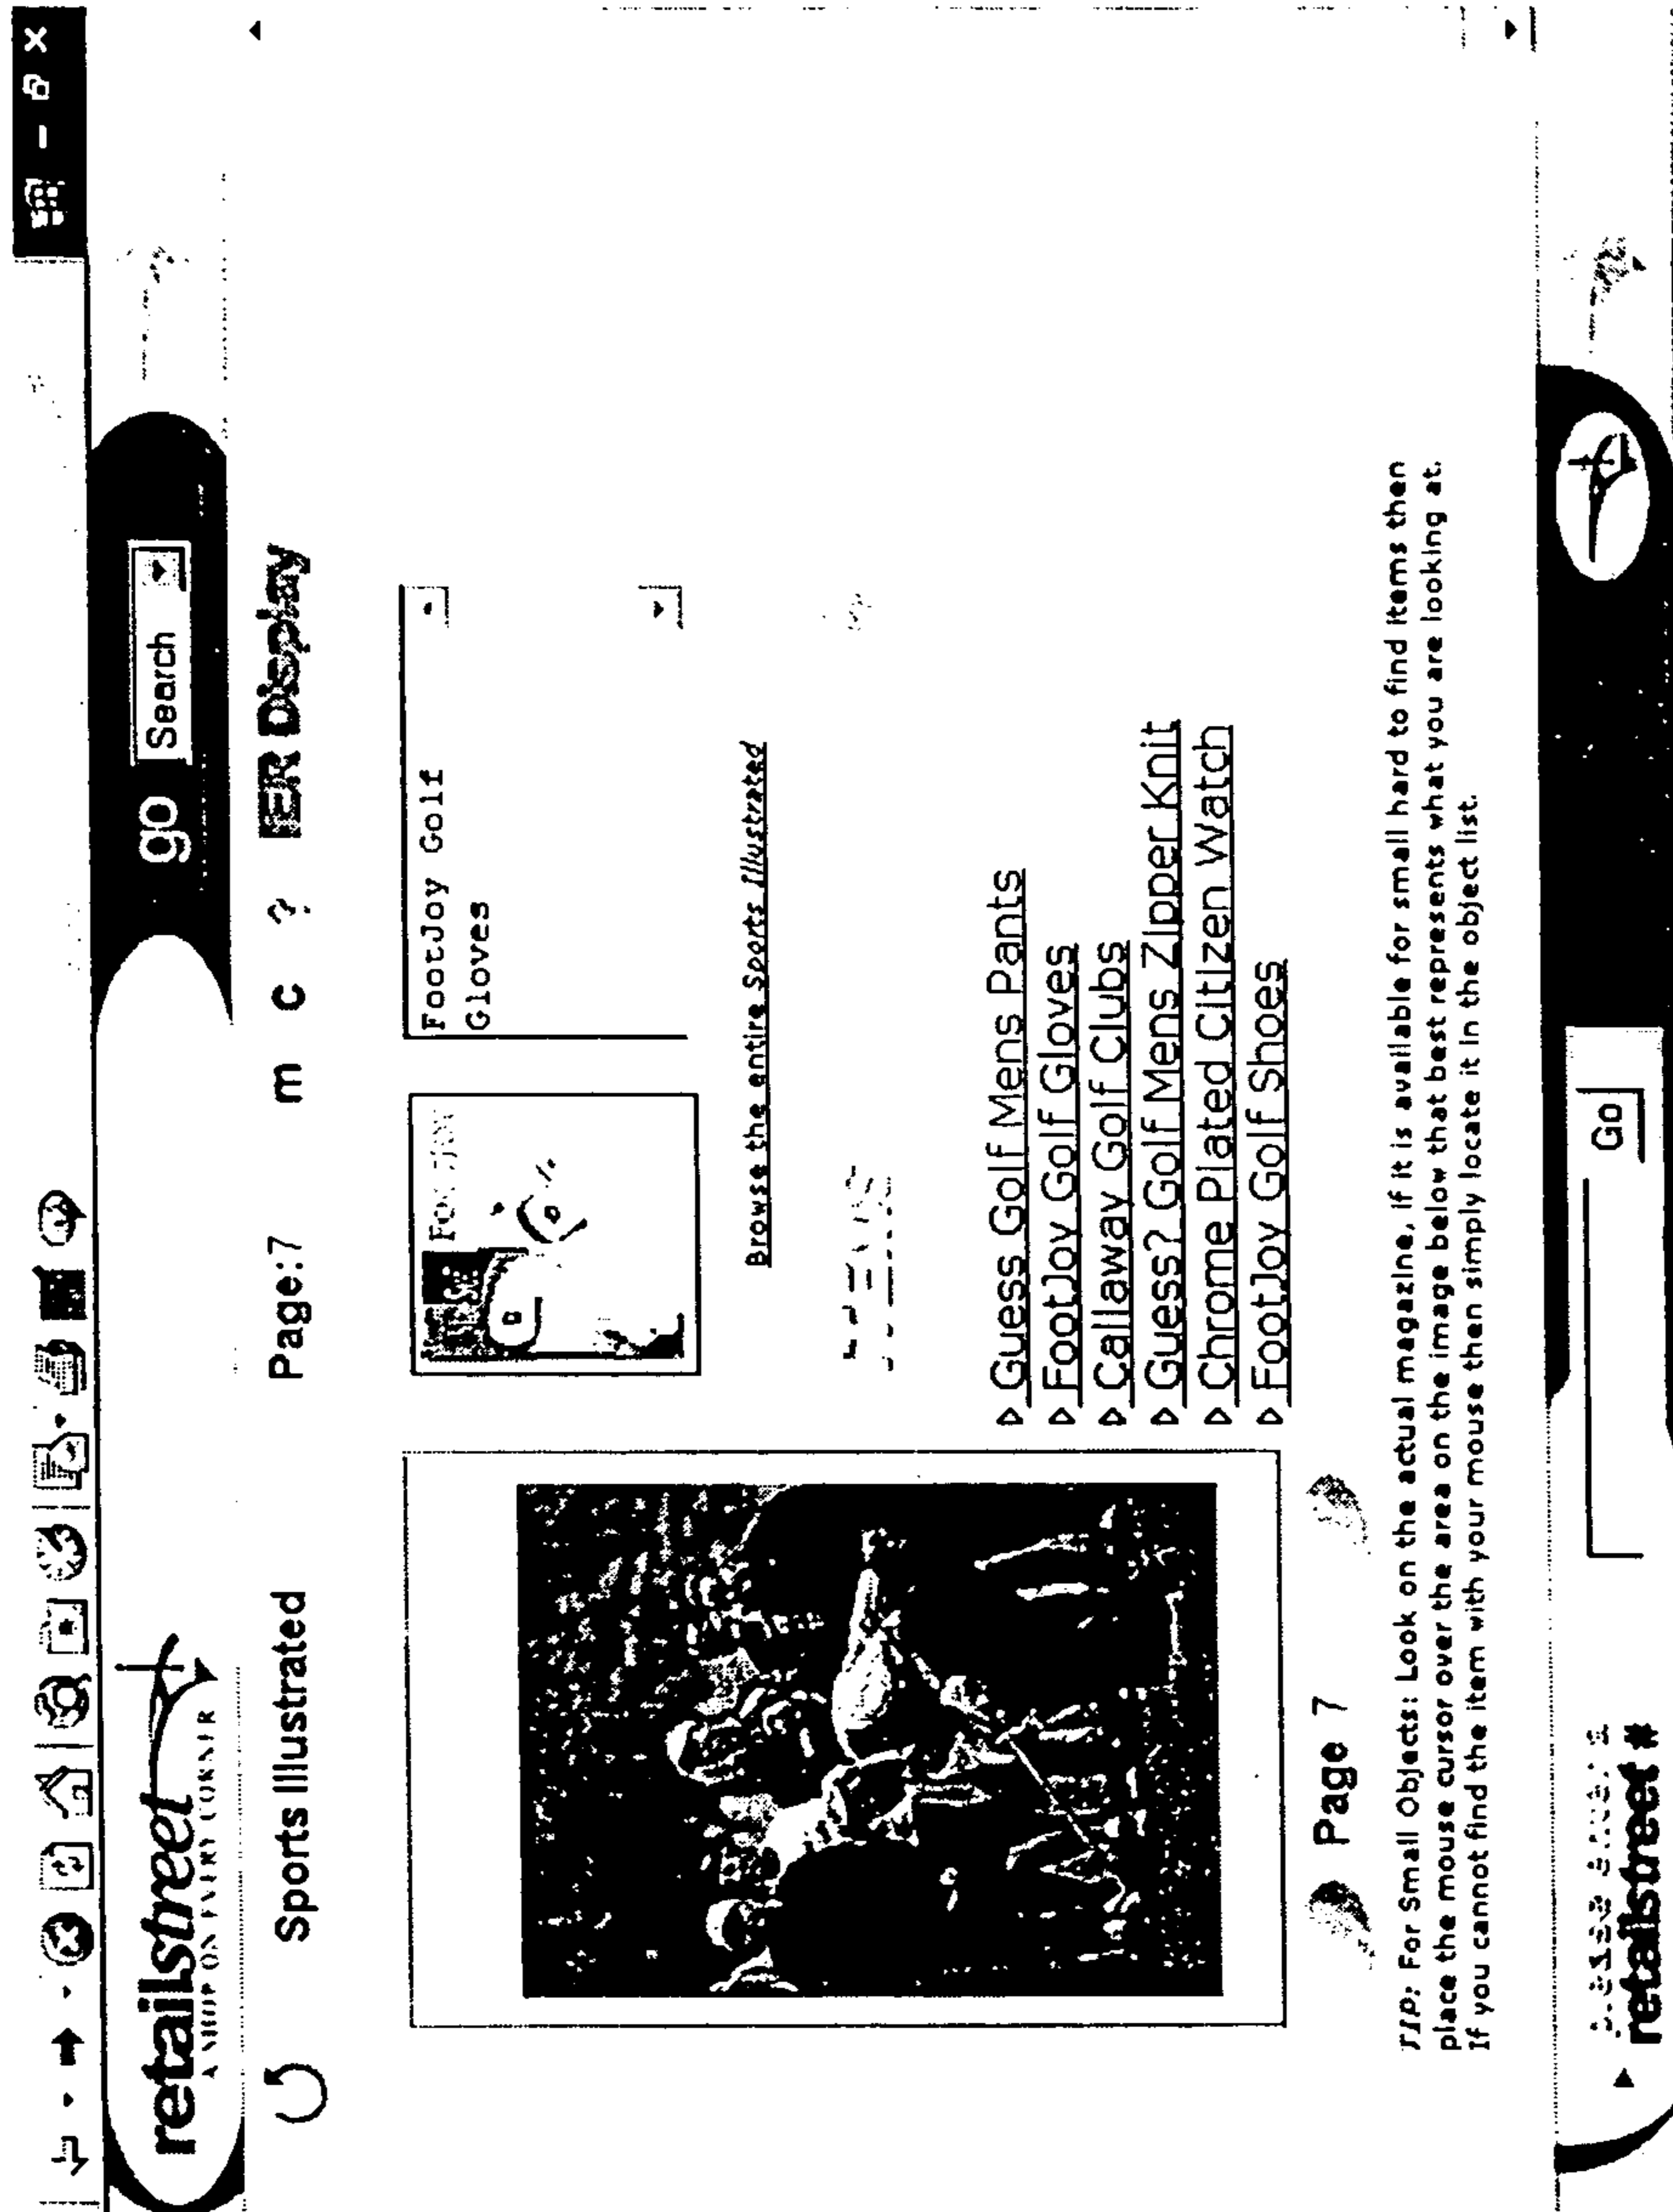 retailstreet
A SHOP ON EVERY CORNER
go
Search
Sports Illustrated
Page:7
m c ?
ER Display
FootJoy Golf
Gloves
Browse the entire Sports Illustrated
▷ Guess Golf Mens Pants
▷ FootJoy Golf Gloves
▷ Callaway Golf Clubs
▷ Guess? Golf Mens Zipper Knit
▷ Chrome Plated Citizen Watch
▷ FootJoy Golf Shoes
Page 7
TIP: For Small Objects: Look on the actual magazine, if it is available for small hard to find items then
place the mouse cursor over the area on the image below that best represents what you are looking at.
If you cannot find the item with your mouse then simply locate it in the object list.
retailstreet #
Go